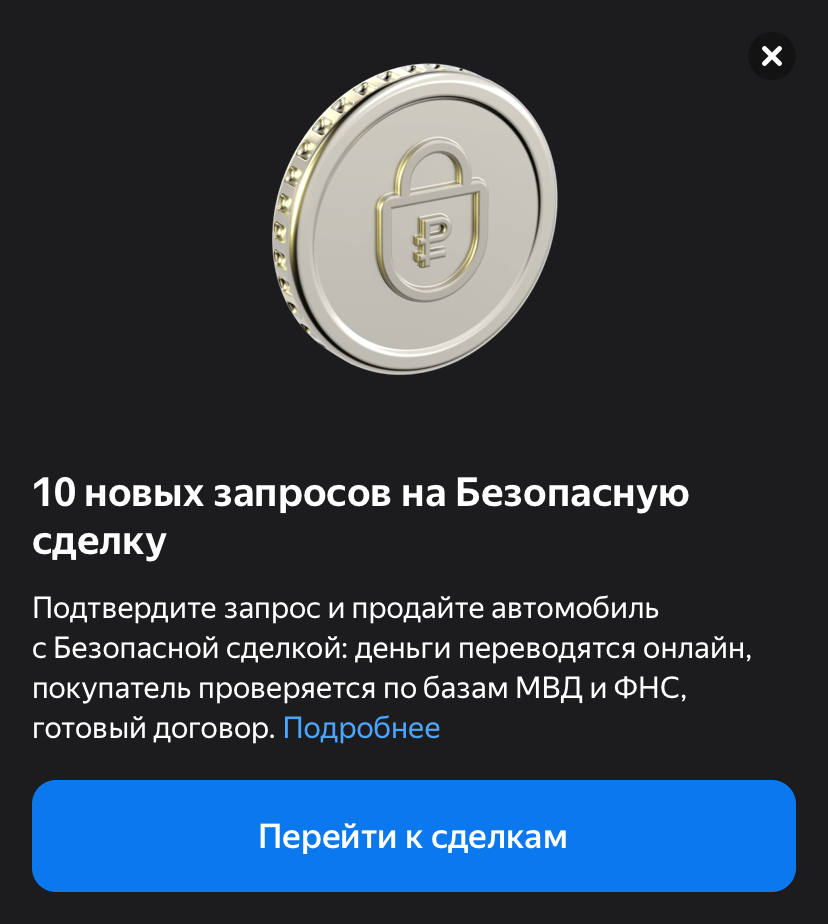 10 новых запросов на Безопасную
сделку
Подтвердите запрос и продайте автомобиль
с Безопасной сделкой: деньги переводятся онлайн,
покупатель проверяется по базам МВД и ФНС,
готовый договор. Подробнее
Перейти к сделкам